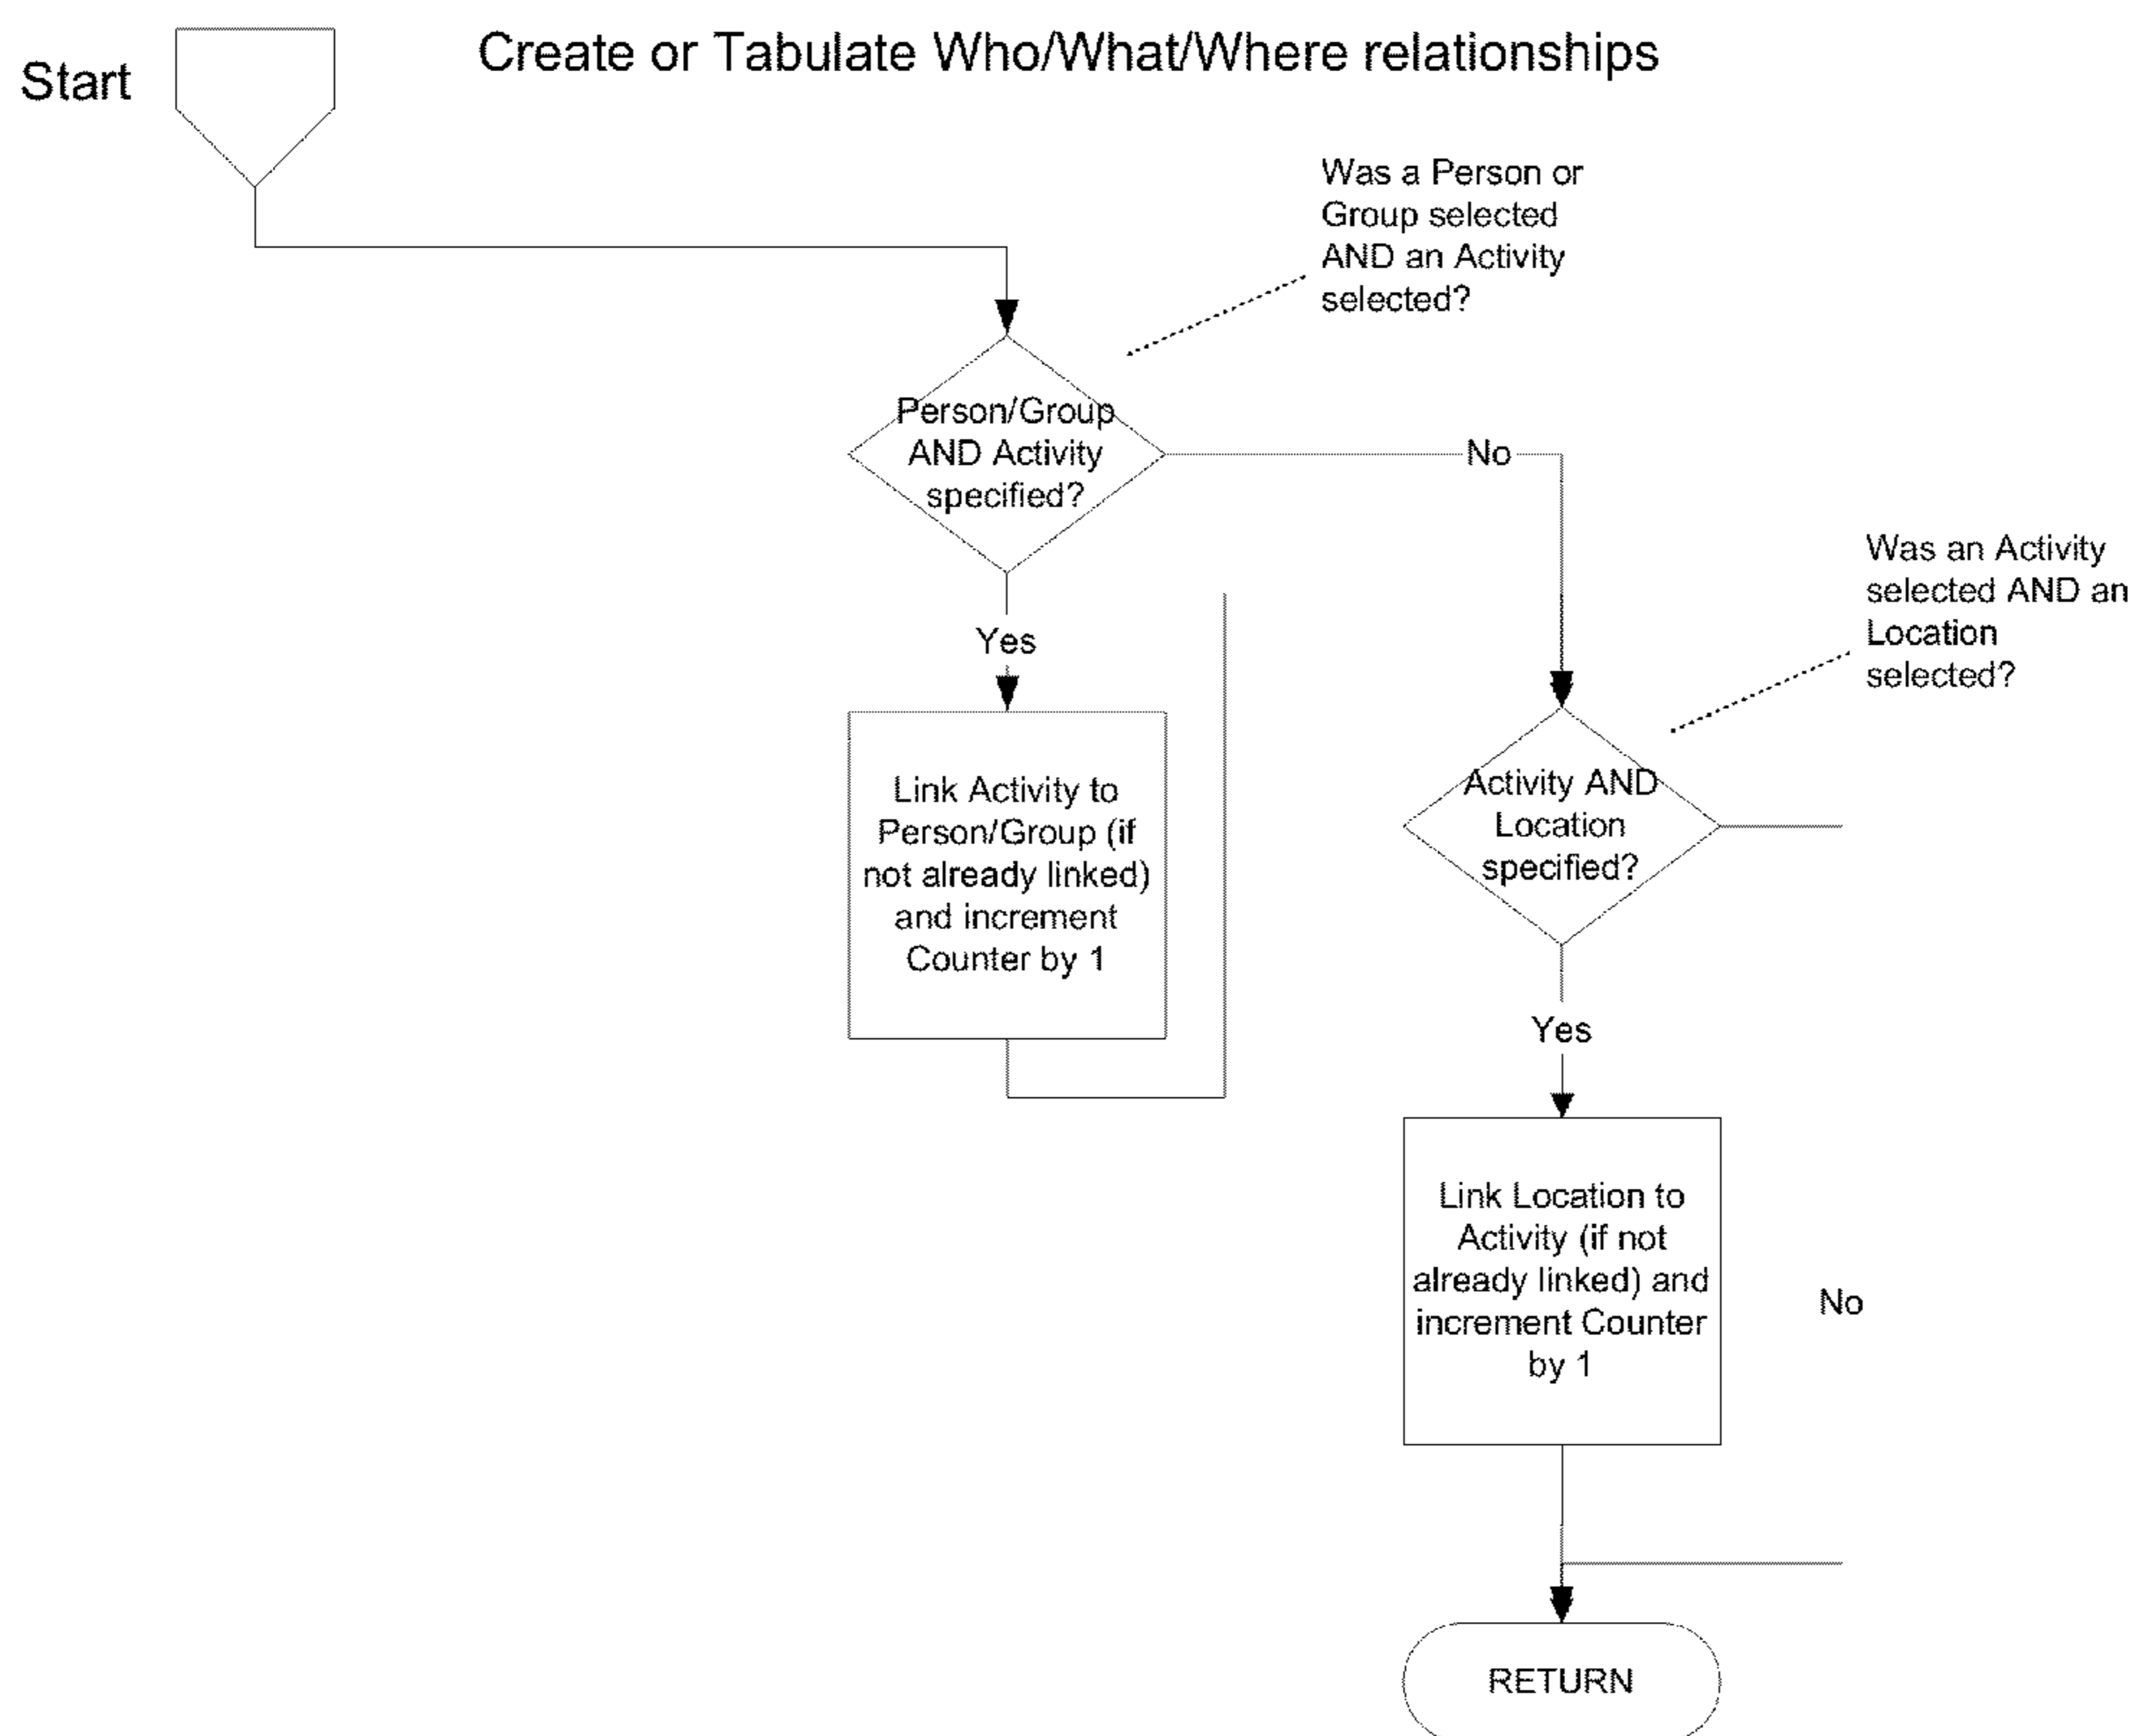 Create or Tabulate Who/What/Where relationships
Start
Was a Person or
Group selected
AND an Activity
selected?
Person/Group
AND Activity
specified?
No
Was an Activity
selected AND an
Location
selected?
Yes
Activity AND
Location
specified?
Link Activity to
Person/Group (if
not already linked)
and increment
Counter by 1
Yes
Link Location to
Activity (if not
already linked) and
increment Counter
by 1
No
RETURN